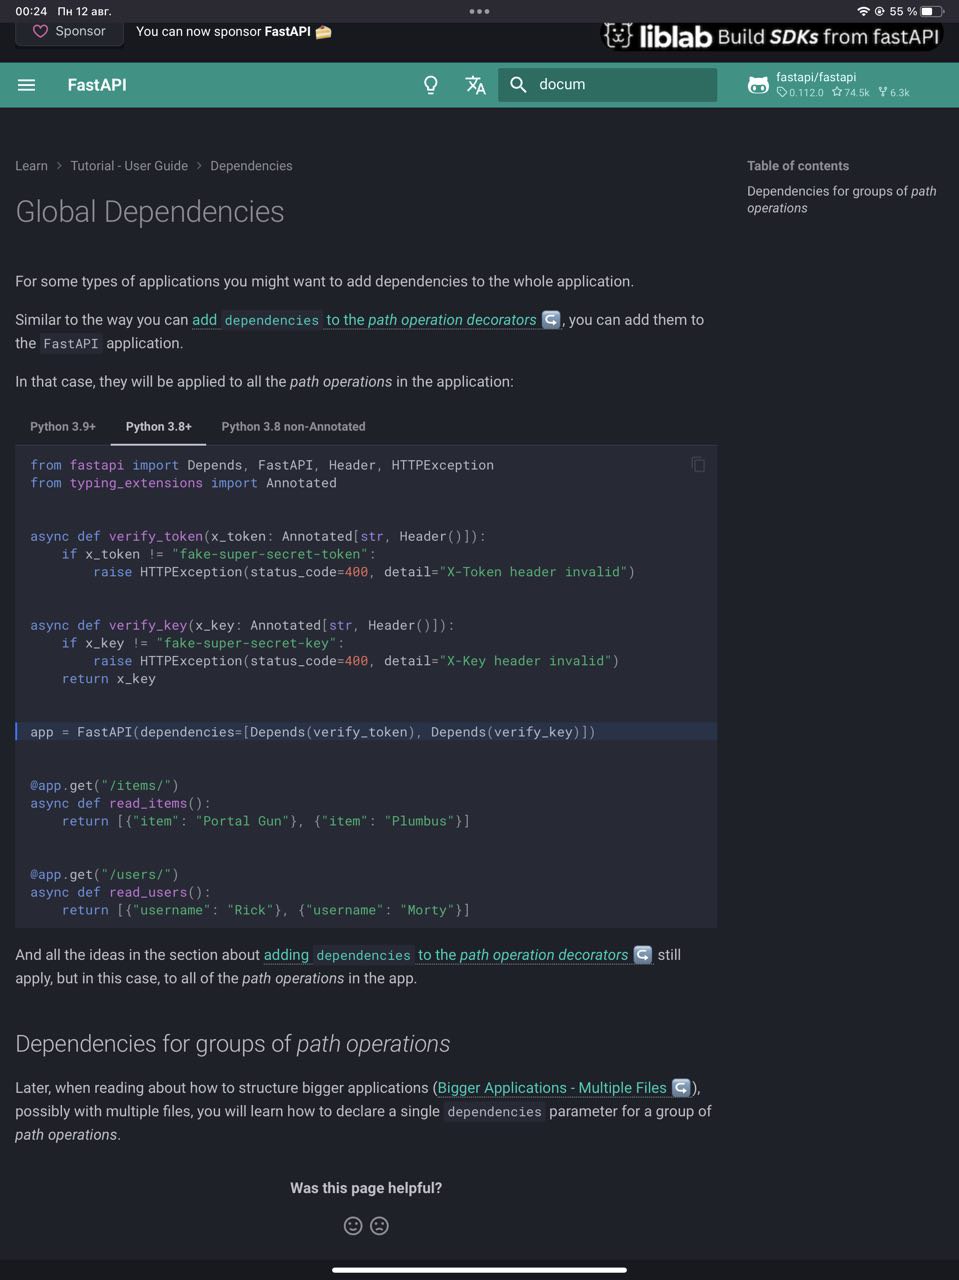 00:24 Пн 12 авг.
55 %
Sponsor
You can now sponsor FastAPI 🍰
liblab Build SDKs from fastAPI
FastAPI
docum
fastapi/fastapi
0.112.0 74.5k 6.3k
Learn > Tutorial - User Guide > Dependencies
Global Dependencies
For some types of applications you might want to add dependencies to the whole application.
Similar to the way you can add dependencies to the path operation decorators ↪, you can add them to
the FastAPI application.
In that case, they will be applied to all the path operations in the application:
Python 3.9+ Python 3.8+ Python 3.8 non-Annotated
from fastapi import Depends, FastAPI, Header, HTTPException
from typing_extensions import Annotated
async def verify_token(x_token: Annotated[str, Header()]):
    if x_token != "fake-super-secret-token":
        raise HTTPException(status_code=400, detail="X-Token header invalid")
async def verify_key(x_key: Annotated[str, Header()]):
    if x_key != "fake-super-secret-key":
        raise HTTPException(status_code=400, detail="X-Key header invalid")
    return x_key
app = FastAPI(dependencies=[Depends(verify_token), Depends(verify_key)])
@app.get("/items/")
async def read_items():
    return [{"item": "Portal Gun"}, {"item": "Plumbus"}]
@app.get("/users/")
async def read_users():
    return [{"username": "Rick"}, {"username": "Morty"}]
And all the ideas in the section about adding dependencies to the path operation decorators ↪ still
apply, but in this case, to all of the path operations in the app.
Dependencies for groups of path operations
Later, when reading about how to structure bigger applications (Bigger Applications - Multiple Files ↪),
possibly with multiple files, you will learn how to declare a single dependencies parameter for a group of
path operations.
Was this page helpful?
Table of contents
Dependencies for groups of path
operations